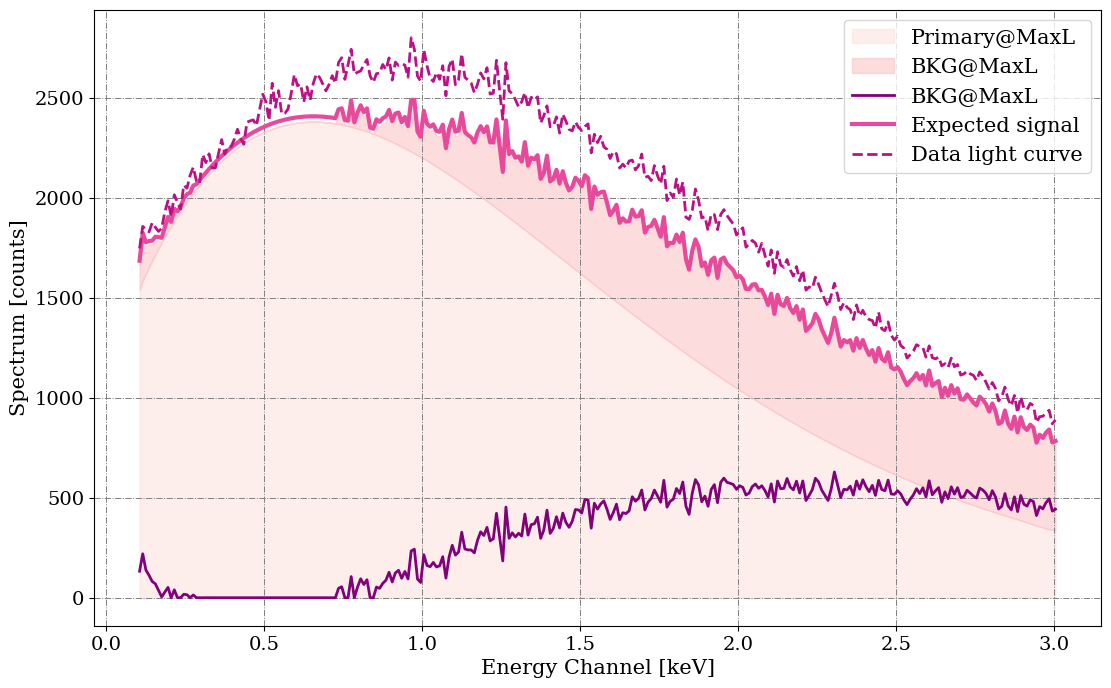 Primary@MaxL
BKG@MaxL
BKG@MaxL
Expected signal
Data light curve
Spectrum [counts]
2500
2000
1500
1000
500
0
0.0 0.5 1.0 1.5 2.0 2.5 3.0
Energy Channel [keV]